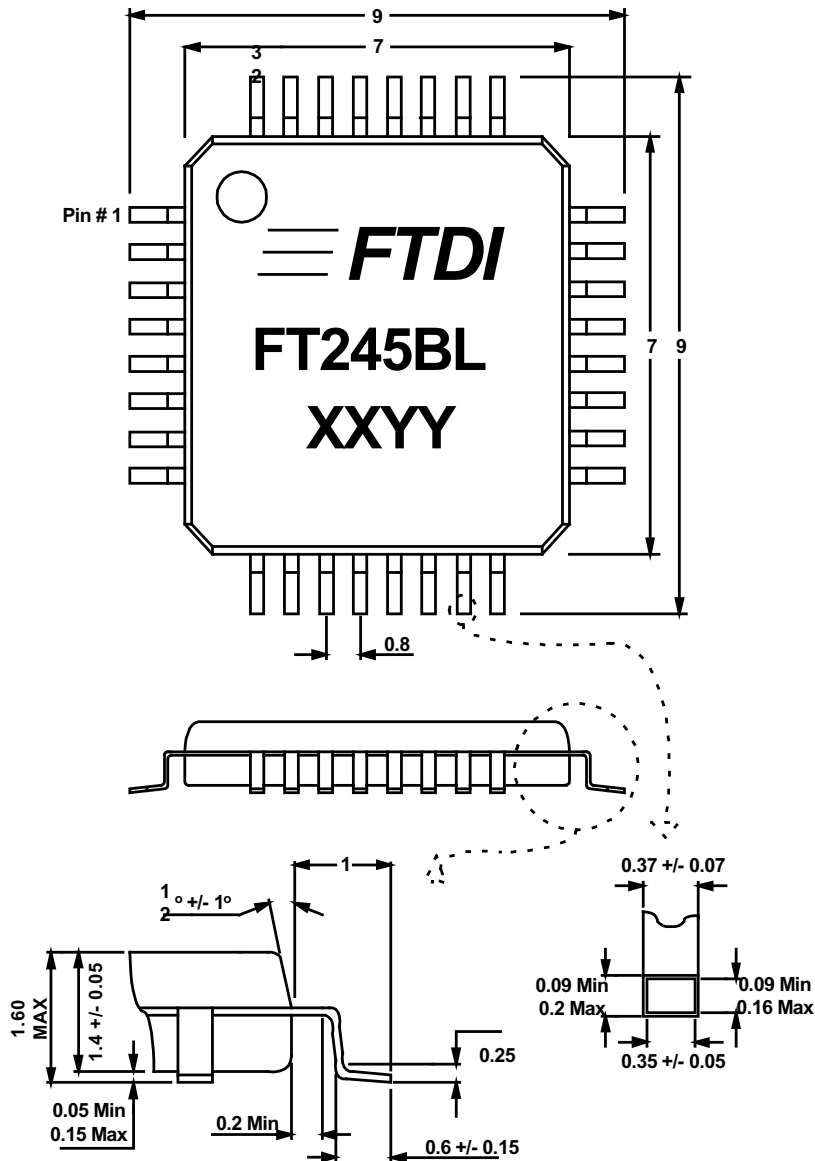 9
7
3
2
Pin # 1
FTDI
FT245BL
XXYY
7
9
0.8
1
0.37 +/- 0.07
1
2
º +/- 1º
1.60
MAX
1.4 +/- 0.05
0.09 Min
0.2 Max
0.09 Min
0.16 Max
0.25
0.35 +/- 0.05
0.05 Min
0.15 Max
0.2 Min
0.6 +/- 0.15